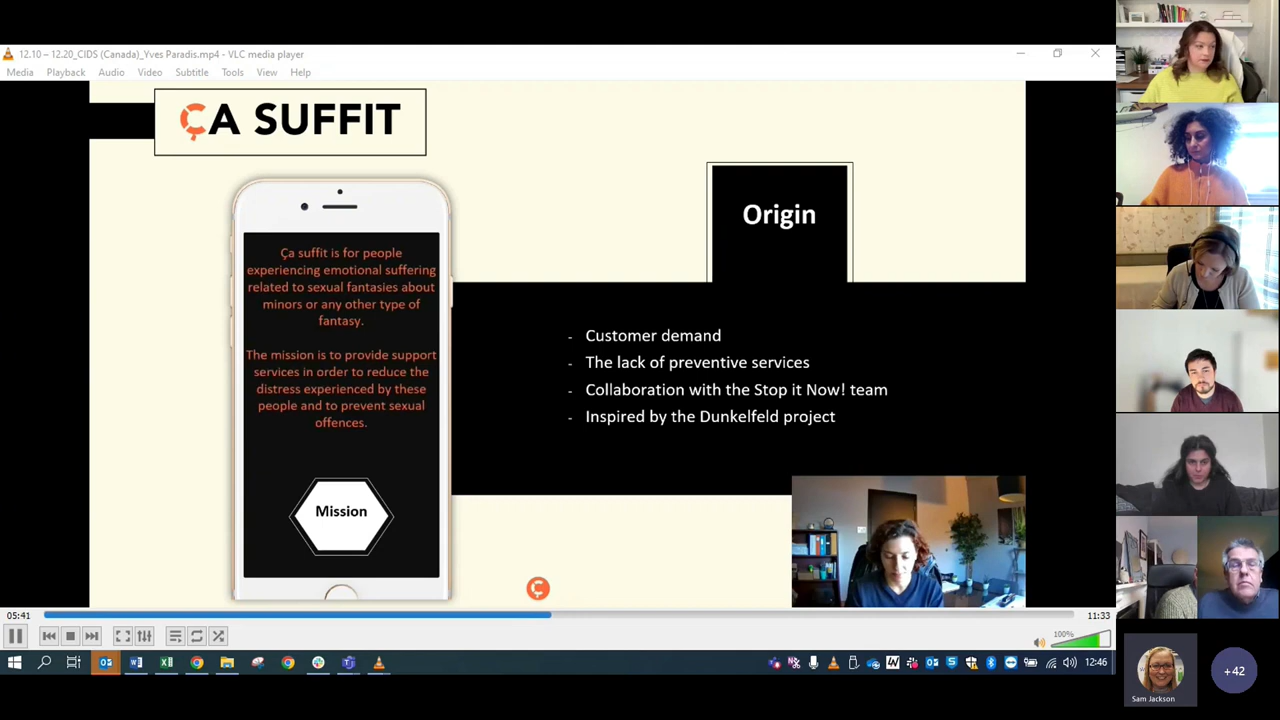 12.10 – 12.20_CIDS (Canada)_Yves Paradis.mp4 - VLC media player
Media Playback Audio Video Subtitle Tools View Help
ÇA SUFFIT
Origin
Ça suffit is for people
experiencing emotional suffering
related to sexual fantasies about
minors or any other type of
fantasy.
The mission is to provide support
services in order to reduce the
distress experienced by these
people and to prevent sexual
offences.
Mission
- Customer demand
- The lack of preventive services
- Collaboration with the Stop it Now! team
- Inspired by the Dunkelfeld project
Ç
05:41
11:33
100%
12:46
Sam Jackson
+42